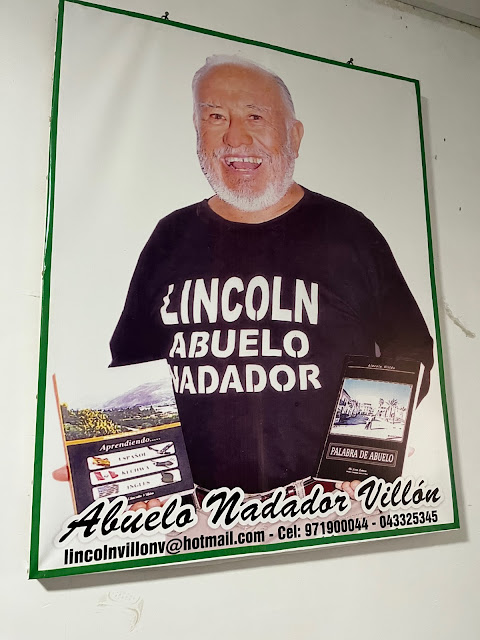 LINCOLN
ABUELO
NADADOR
Aprendiendo.....
ESPAÑOL
KECHWA
INGLES
PALABRA DE ABUELO
Abuelo Nadador Villón
lincolnvillonv@hotmail.com - Cel: 971900044 - 043325345